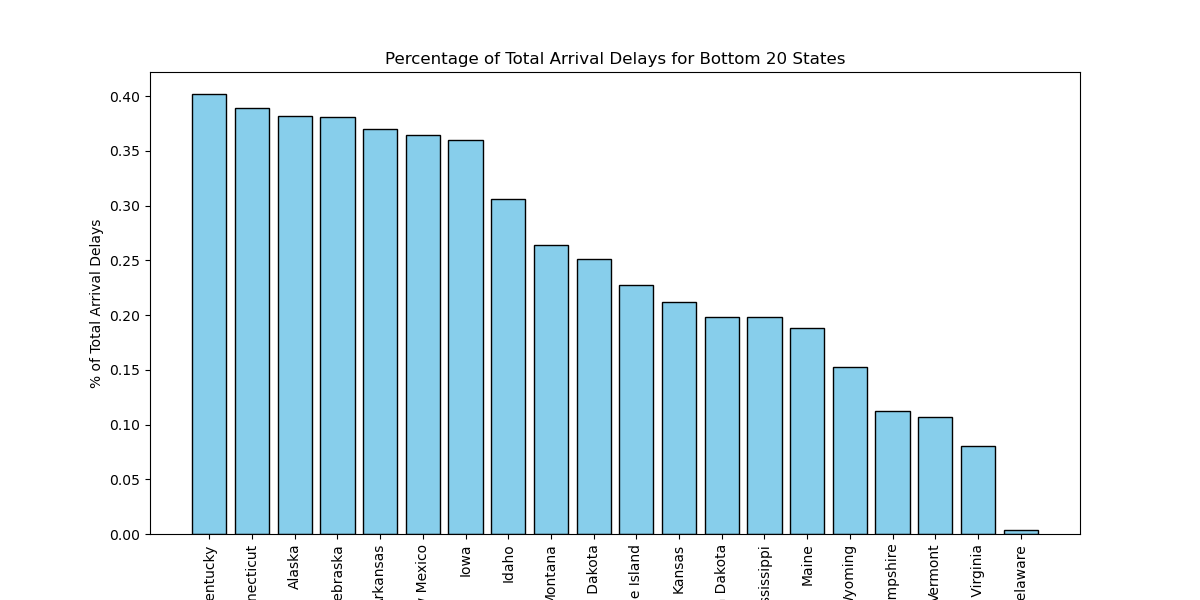 Percentage of Total Arrival Delays for Bottom 20 States
% of Total Arrival Delays
0.40
0.35
0.30
0.25
0.20
0.15
0.10
0.05
0.00
entucky
necticut
Alaska
ebraska
rkansas
Mexico
Iowa
Idaho
Montana
Dakota
e Island
Kansas
Dakota
sissippi
Maine
yoming
mpshire
Vermont
Virginia
elaware